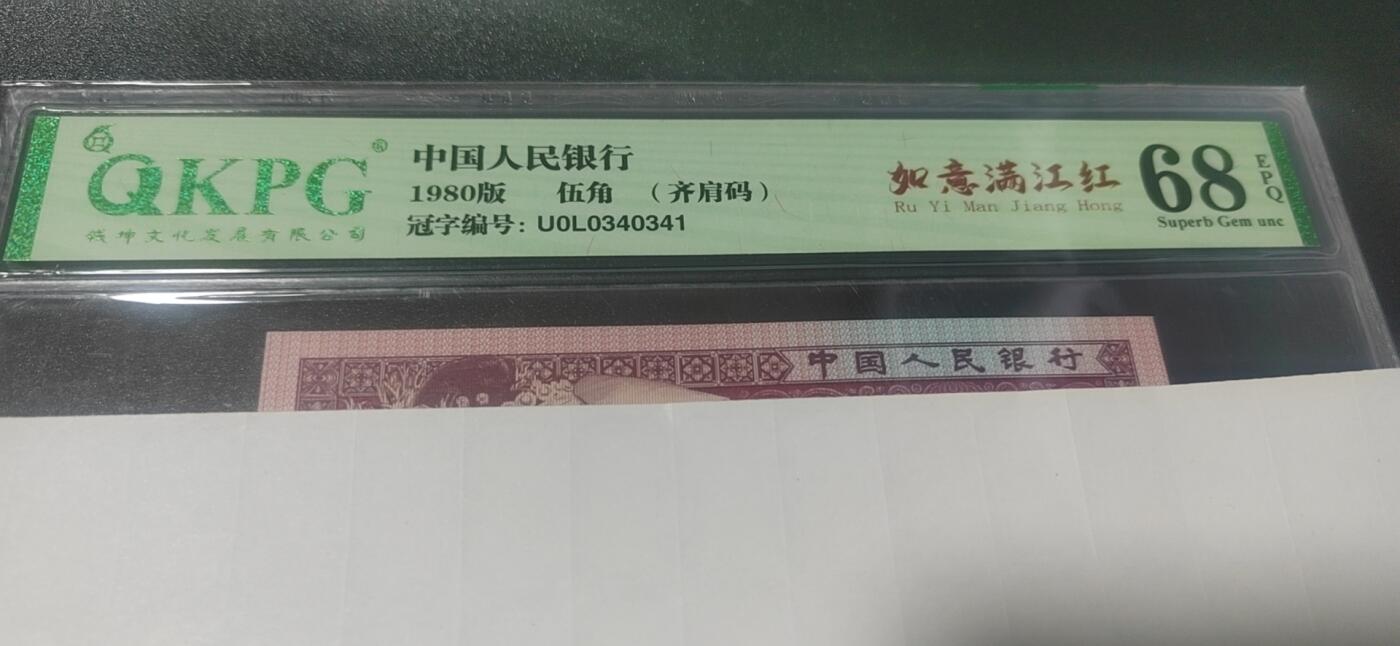 QKPG®
钱坤文化发展有限公司
中国人民银行
1980版 伍角 （齐肩码）
冠字编号: U0L0340341
如意满江红
Ru Yi Man Jiang Hong
68
EPQ
Superb Gem unc
中国人民银行